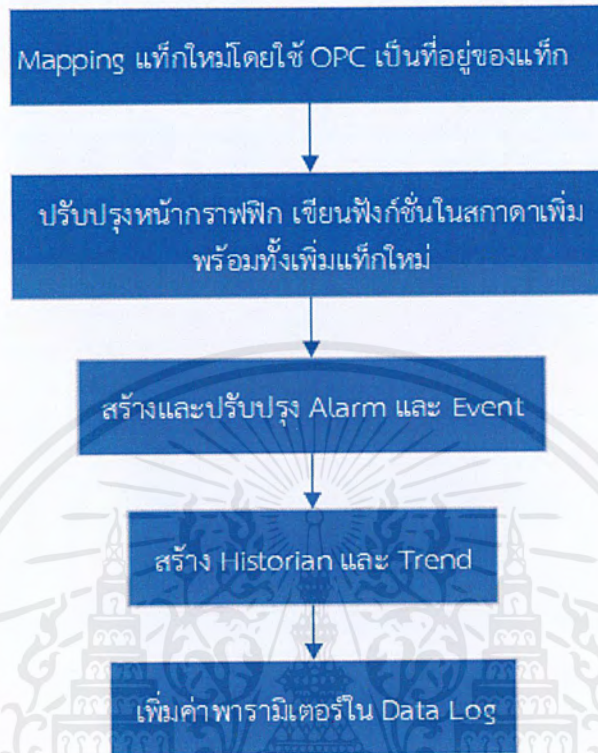 Mapping แท็กใหม่โดยใช้ OPC เป็นที่อยู่ของแท็ก
ปรับปรุงหน้ากราฟฟิก เขียนฟังก์ชั่นในสกาดาเพิ่ม
พร้อมทั้งเพิ่มแท็กใหม่
สร้างและปรับปรุง Alarm และ Event
สร้าง Historian และ Trend
เพิ่มค่าพารามิเตอร์ใน Data Log